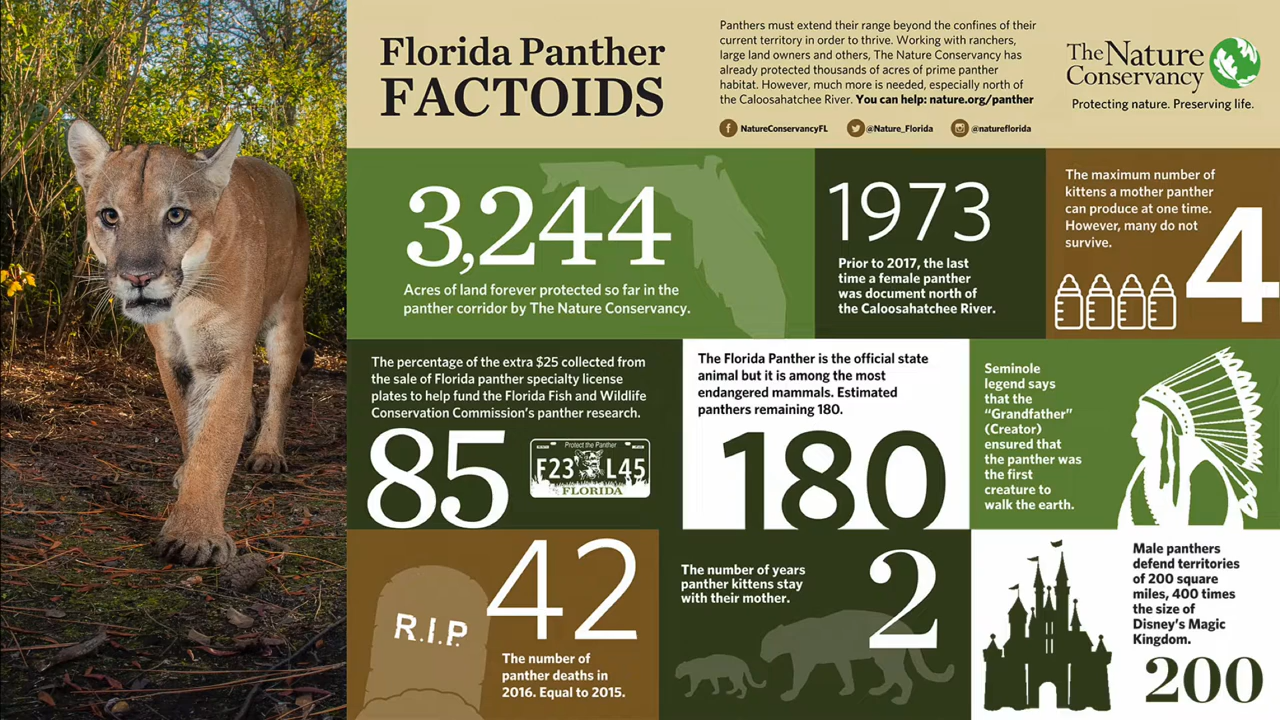 Florida Panther
FACTOIDS
Panthers must extend their range beyond the confines of their
current territory in order to thrive. Working with ranchers,
large land owners and others, The Nature Conservancy has
already protected thousands of acres of prime panther
habitat. However, much more is needed, especially north of
the Caloosahatchee River. You can help: nature.org/panther
NatureConservancyFL
@Nature_Florida
@natureflorida
The Nature
Conservancy
Protecting nature. Preserving life.
3,244
Acres of land forever protected so far in the
panther corridor by The Nature Conservancy.
1973
Prior to 2017, the last
time a female panther
was document north of
the Caloosahatchee River.
The maximum number of
kittens a mother panther
can produce at one time.
However, many do not
survive.
4
The percentage of the extra $25 collected from
the sale of Florida panther specialty license
plates to help fund the Florida Fish and Wildlife
Conservation Commission's panther research.
85
Protect the Panther
F23 L45
FLORIDA
The Florida Panther is the official state
animal but it is among the most
endangered mammals. Estimated
panthers remaining 180.
180
Seminole
legend says
that the
“Grandfather”
(Creator)
ensured that
the panther was
the first
creature to
walk the earth.
R.I.P.
42
The number of
panther deaths in
2016. Equal to 2015.
The number of years
panther kittens stay
with their mother.
2
Male panthers
defend territories
of 200 square
miles, 400 times
the size of
Disney's Magic
Kingdom.
200